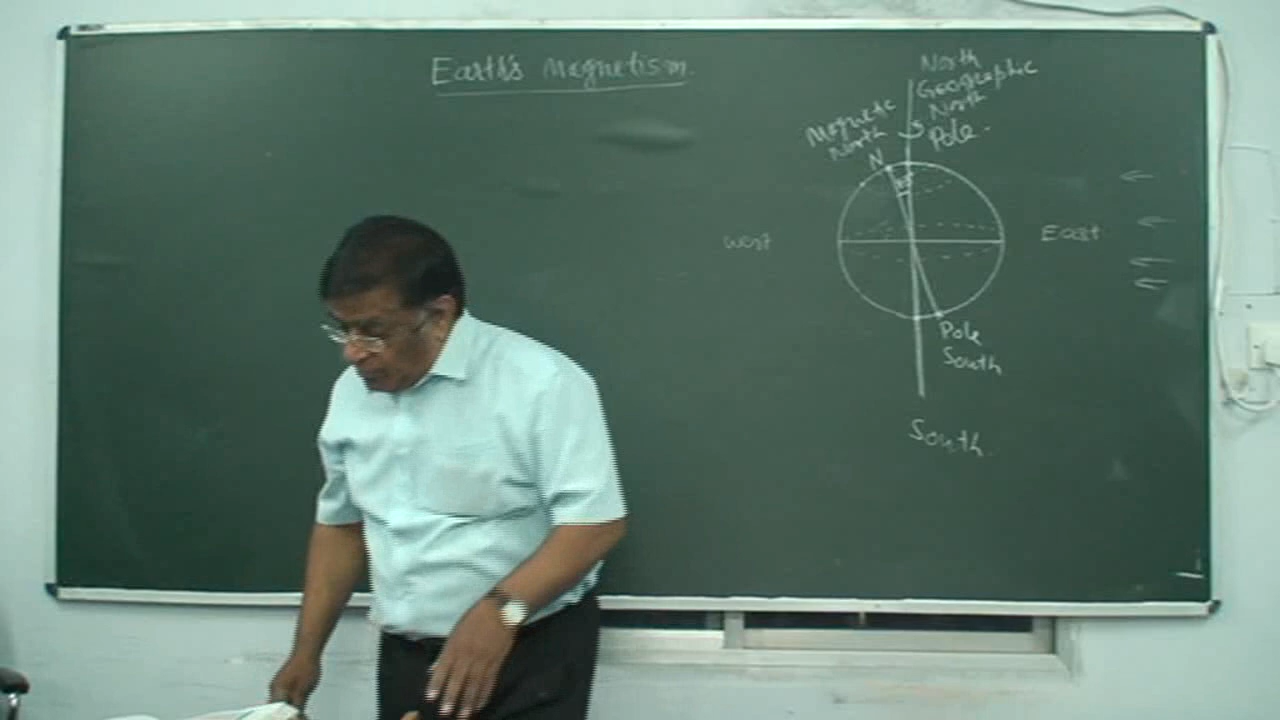 Earth's magnetism.
North
Geographic
North
Pole.
Magnetic
North
N
West
East
Pole
South
South.